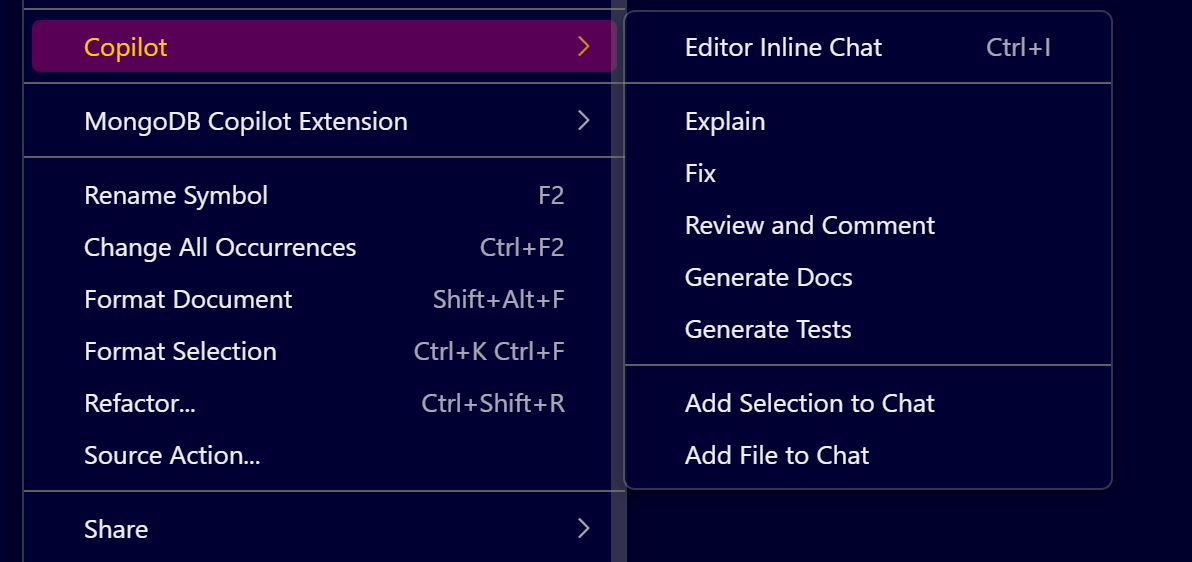 Copilot
MongoDB Copilot Extension
Rename Symbol F2
Change All Occurrences Ctrl+F2
Format Document Shift+Alt+F
Format Selection Ctrl+K Ctrl+F
Refactor... Ctrl+Shift+R
Source Action...
Share
Editor Inline Chat Ctrl+I
Explain
Fix
Review and Comment
Generate Docs
Generate Tests
Add Selection to Chat
Add File to Chat